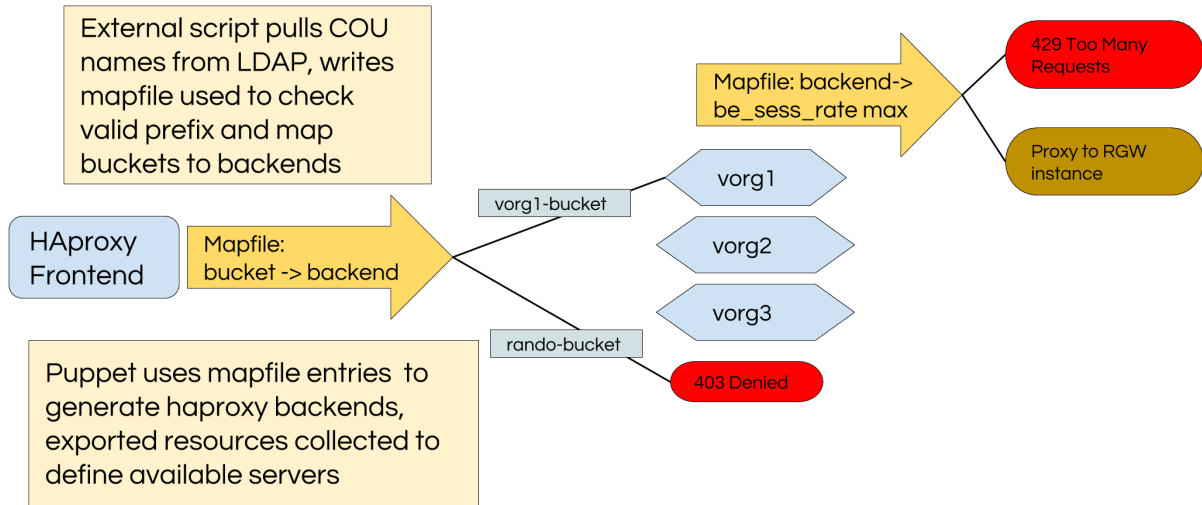 External script pulls COU
names from LDAP, writes
mapfile used to check
valid prefix and map
buckets to backends
HAproxy
Frontend
Mapfile:
bucket -> backend
vorg1-bucket
rando-bucket
vorg1
vorg2
vorg3
403 Denied
Mapfile: backend->
be_sess_rate max
429 Too Many
Requests
Proxy to RGW
instance
Puppet uses mapfile entries to
generate haproxy backends,
exported resources collected to
define available servers